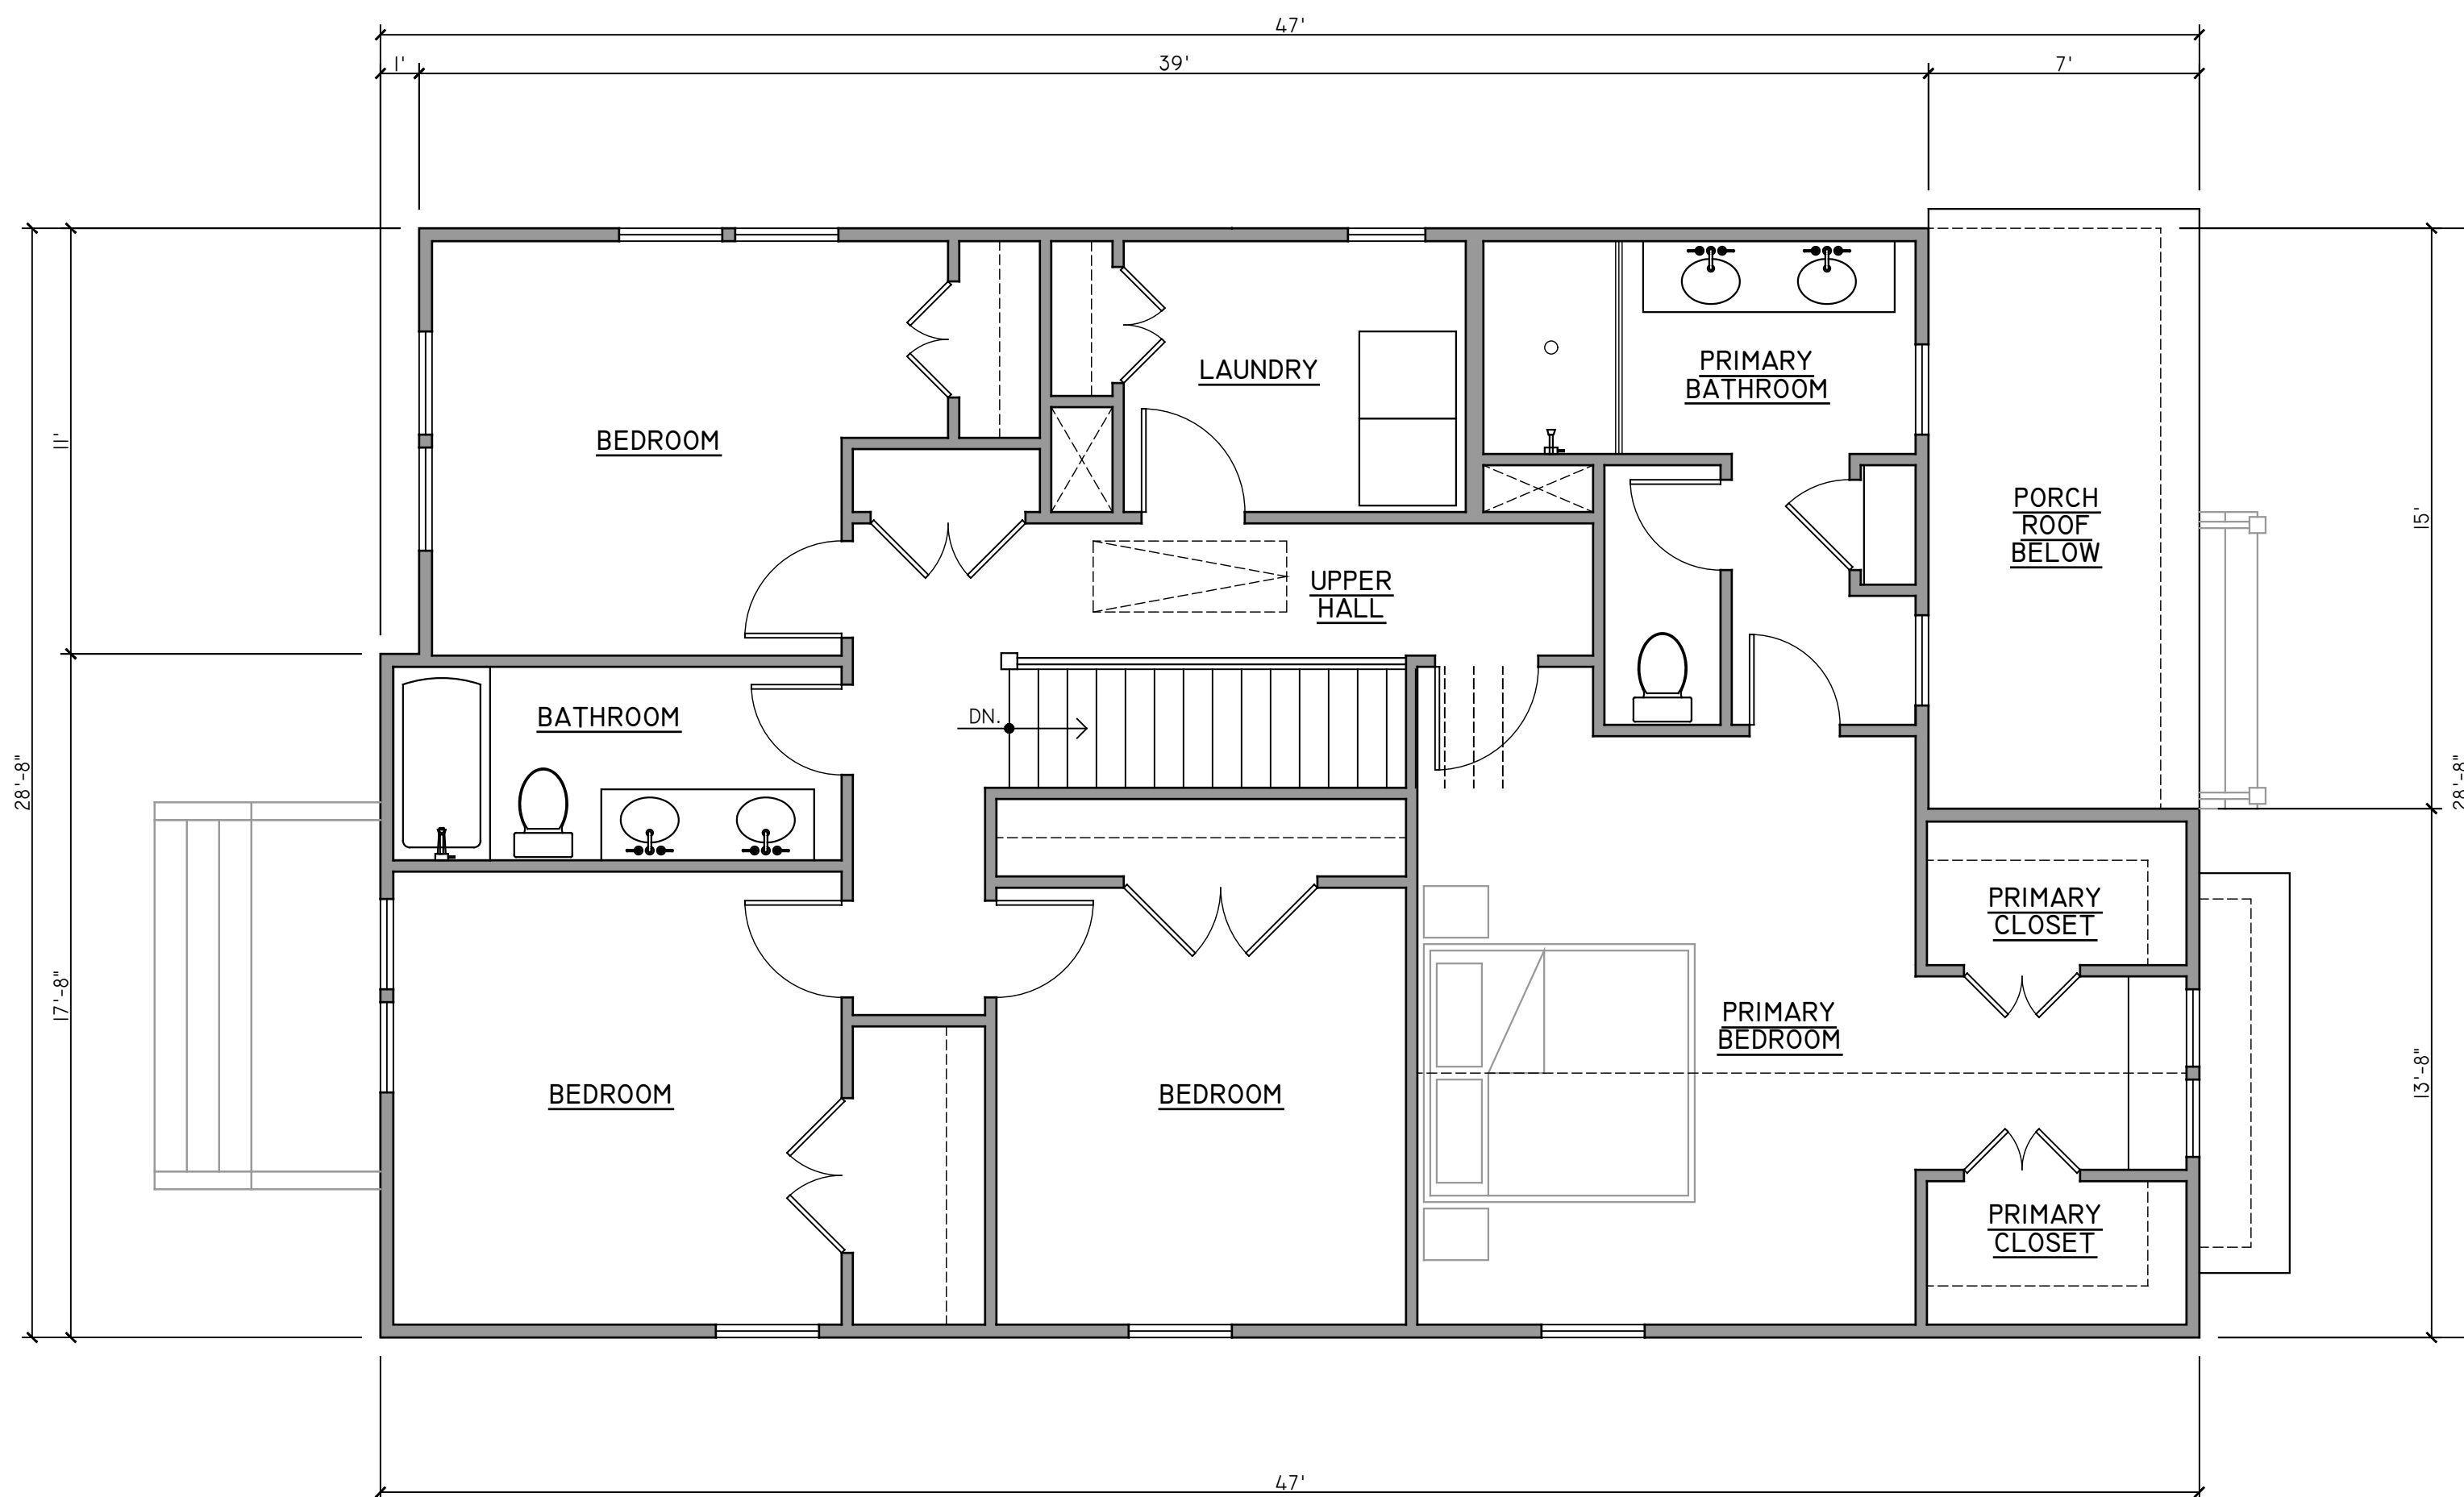 47'
1'
39'
7'
PRIMARY
BATHROOM
LAUNDRY
BEDROOM
11'
PORCH
ROOF
BELOW
15'
UPPER
HALL
BATHROOM
DN.
28'-8"
28'-8"
PRIMARY
CLOSET
17'-8"
PRIMARY
BEDROOM
13'-8"
BEDROOM
BEDROOM
PRIMARY
CLOSET
47'